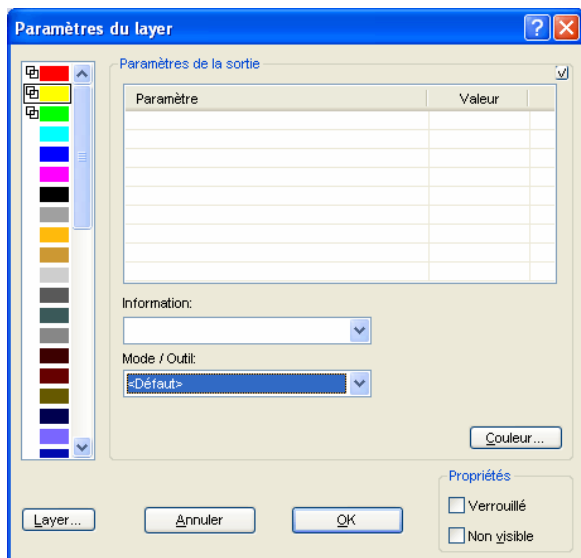 Paramètres du layer
Paramètres de la sortie
Paramètre Valeur
Information:
Mode / Outil:
<Défaut>
Couleur...
Propriétés
Verrouillé
Non visible
Layer...
Annuler
OK